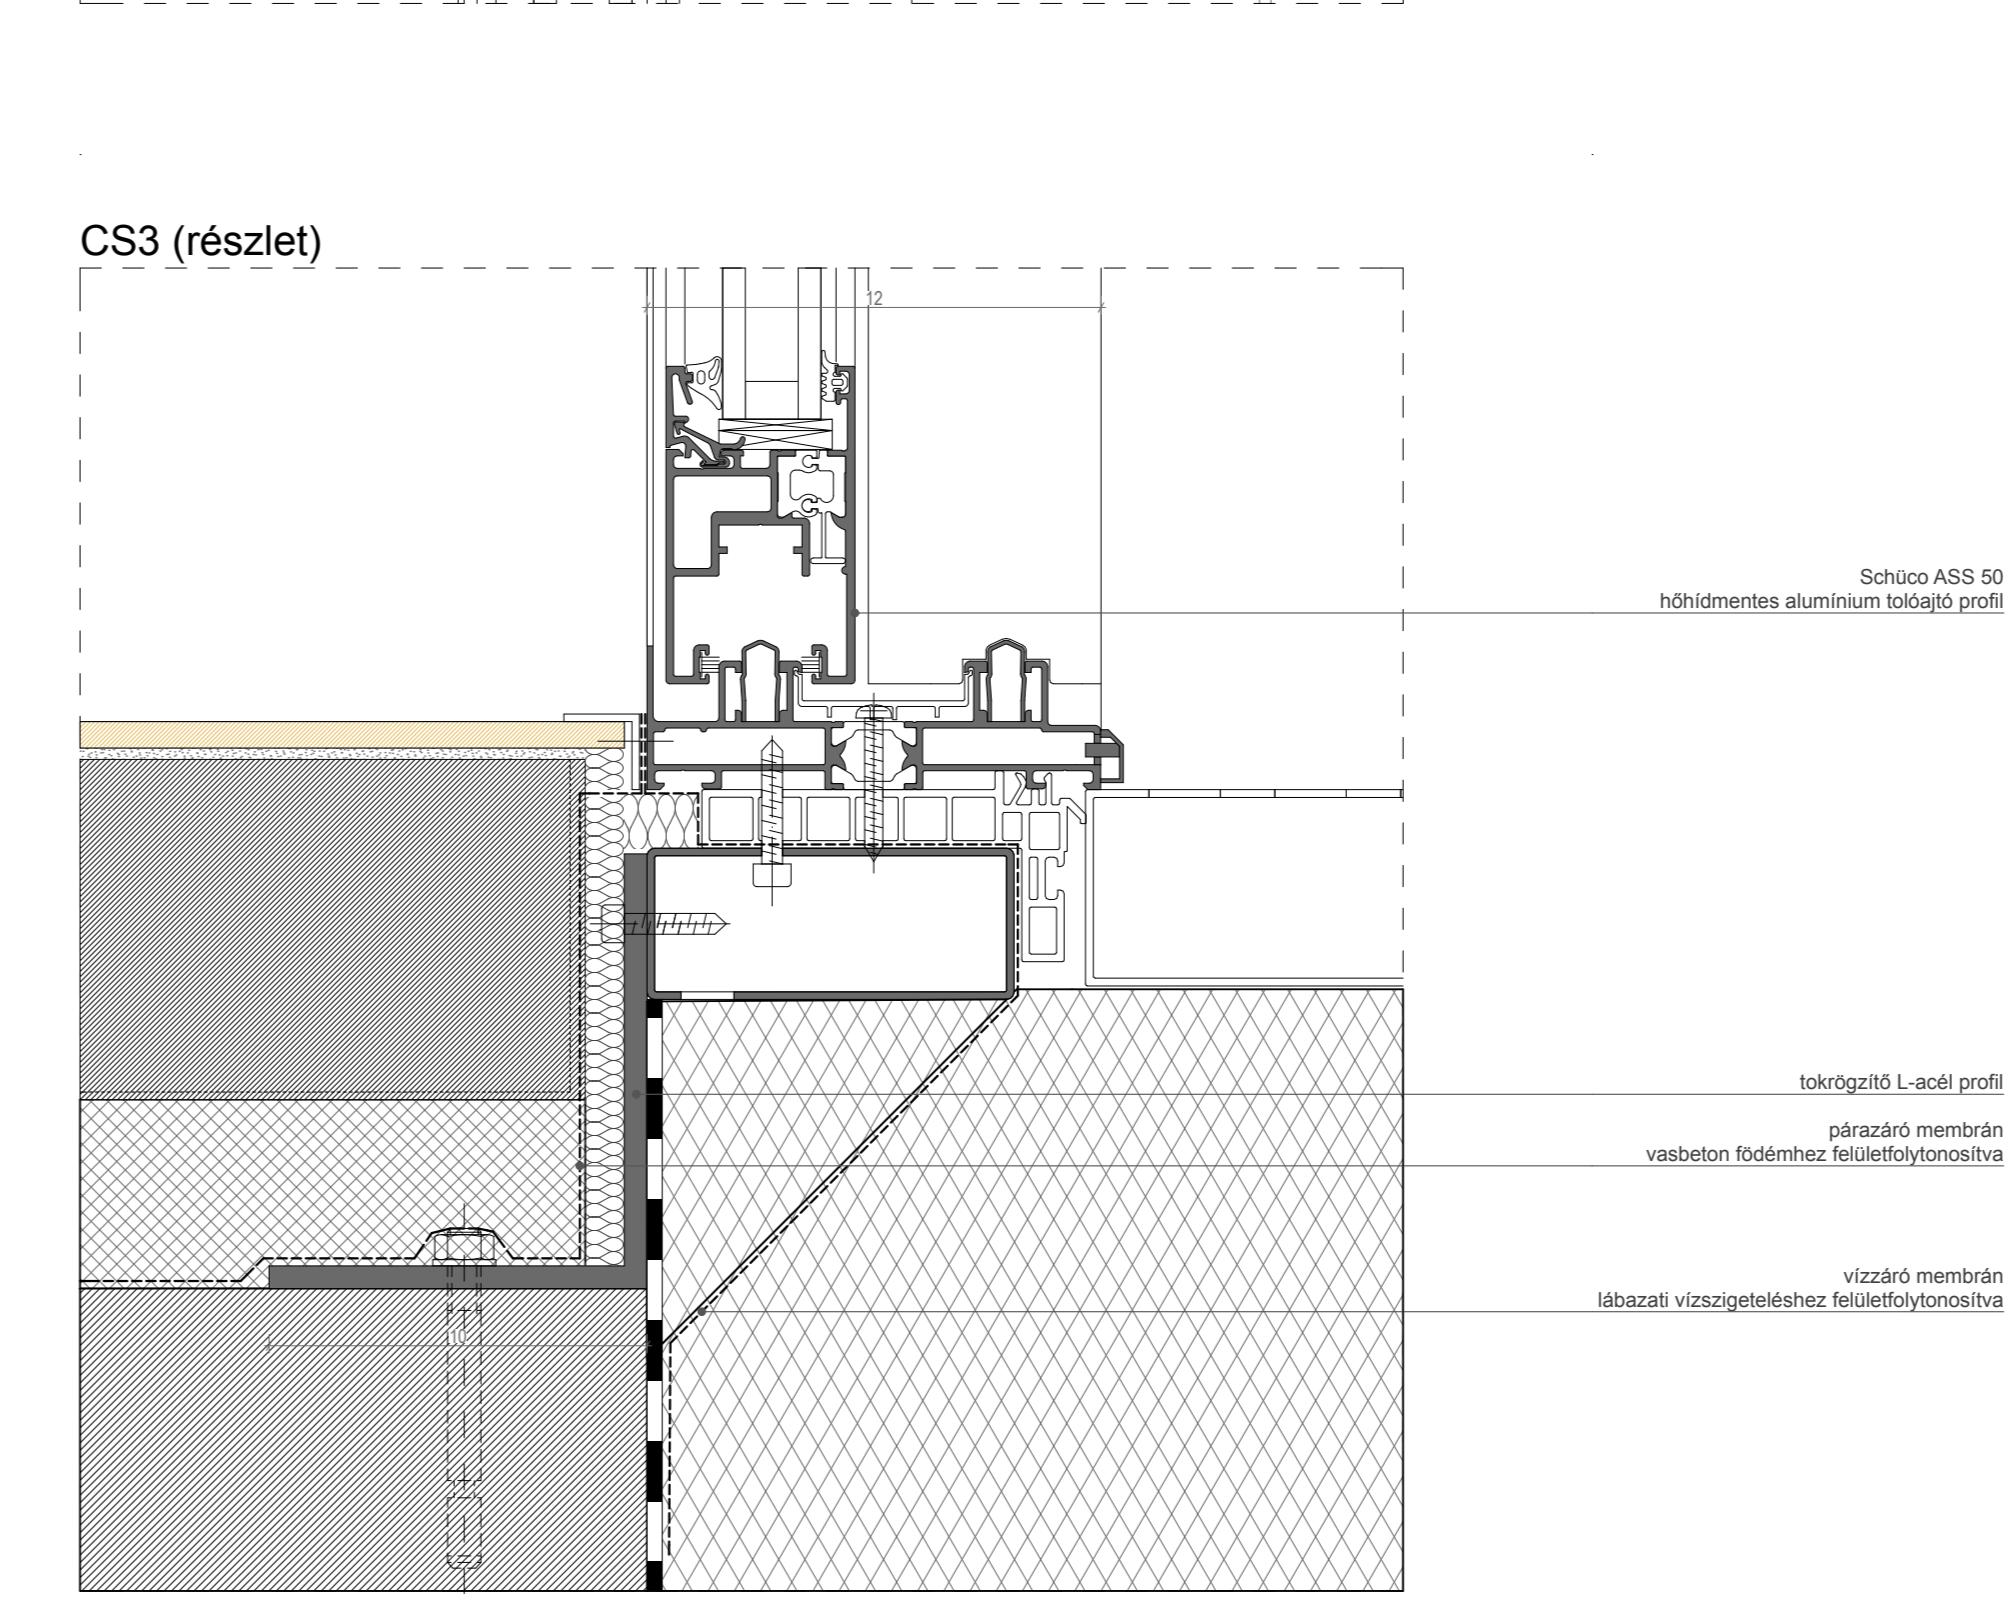 CS3 (részlet)
12
Schüco ASS 50
hőhídmentes alumínium tolóajtó profil
tokrögzítő L-acél profil
párazáró membrán
vasbeton födémhez felületfolytonosítva
vízzáró membrán
lábazati vízszigeteléshez felületfolytonosítva
10